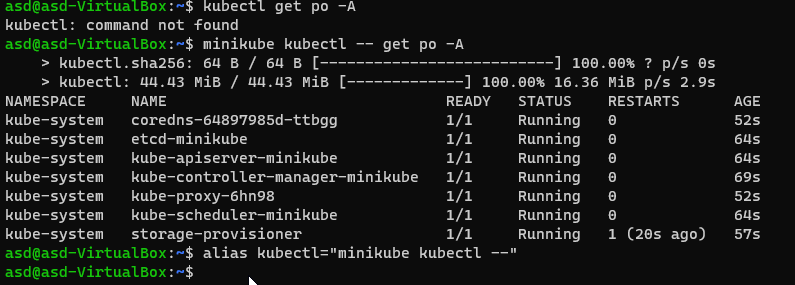 asd@asd-VirtualBox:~$ kubectl get po -A
kubectl: command not found
asd@asd-VirtualBox:~$ minikube kubectl -- get po -A
    > kubectl.sha256: 64 B / 64 B [--------------------------] 100.00% ? p/s 0s
    > kubectl: 44.43 MiB / 44.43 MiB [-------------] 100.00% 16.36 MiB p/s 2.9s
NAMESPACE     NAME                               READY   STATUS    RESTARTS      AGE
kube-system   coredns-64897985d-ttbgg            1/1     Running   0             52s
kube-system   etcd-minikube                      1/1     Running   0             64s
kube-system   kube-apiserver-minikube            1/1     Running   0             64s
kube-system   kube-controller-manager-minikube   1/1     Running   0             69s
kube-system   kube-proxy-6hn98                   1/1     Running   0             52s
kube-system   kube-scheduler-minikube            1/1     Running   0             64s
kube-system   storage-provisioner                1/1     Running   1 (20s ago)   57s
asd@asd-VirtualBox:~$ alias kubectl="minikube kubectl --"
asd@asd-VirtualBox:~$